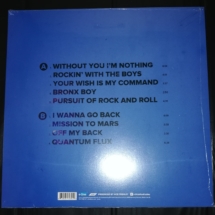 A
. WITHOUT YOU I'M NOTHING
. ROCKIN' WITH THE BOYS
. YOUR WISH IS MY COMMAND
. BRONX BOY
. PURSUIT OF ROCK AND ROLL
B
. I WANNA GO BACK
. MISSION TO MARS
. OFF MY BACK
. QUANTUM FLUX